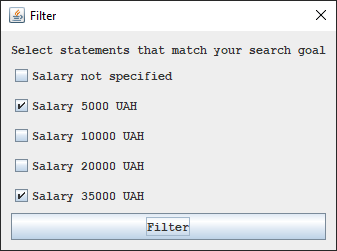 Filter
Select statements that match your search goal
Salary not specified
Salary 5000 UAH
Salary 10000 UAH
Salary 20000 UAH
Salary 35000 UAH
Filter